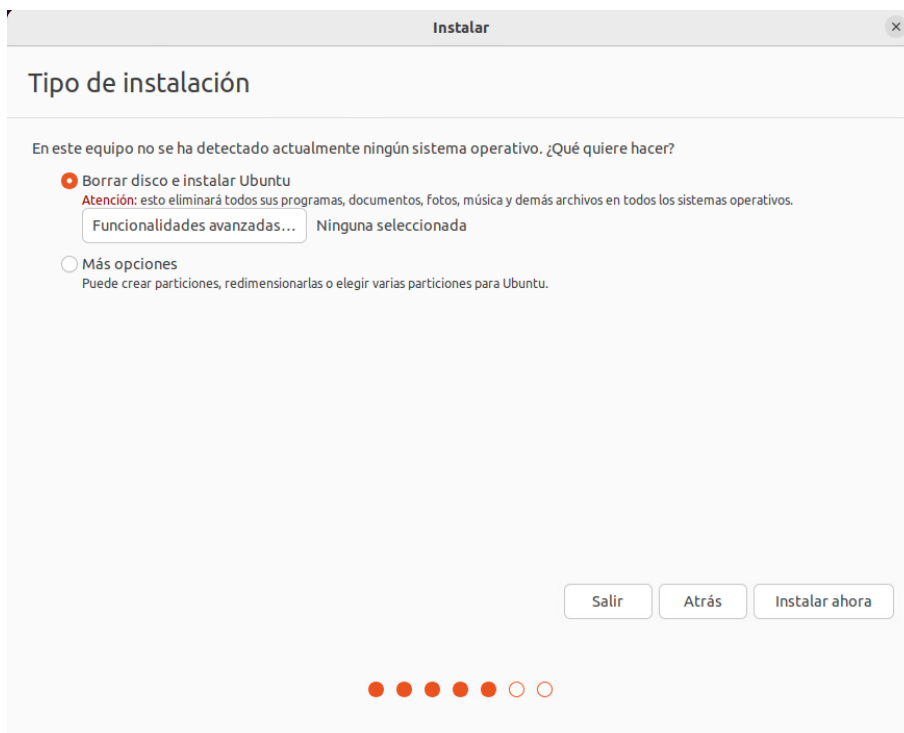 Instalar
Tipo de instalación
En este equipo no se ha detectado actualmente ningún sistema operativo. ¿Qué quiere hacer?
Borrar disco e instalar Ubuntu
Atención: esto eliminará todos sus programas, documentos, fotos, música y demás archivos en todos los sistemas operativos.
Funcionalidades avanzadas... Ninguna seleccionada
Más opciones
Puede crear particiones, redimensionarlas o elegir varias particiones para Ubuntu.
Salir Atrás Instalar ahora